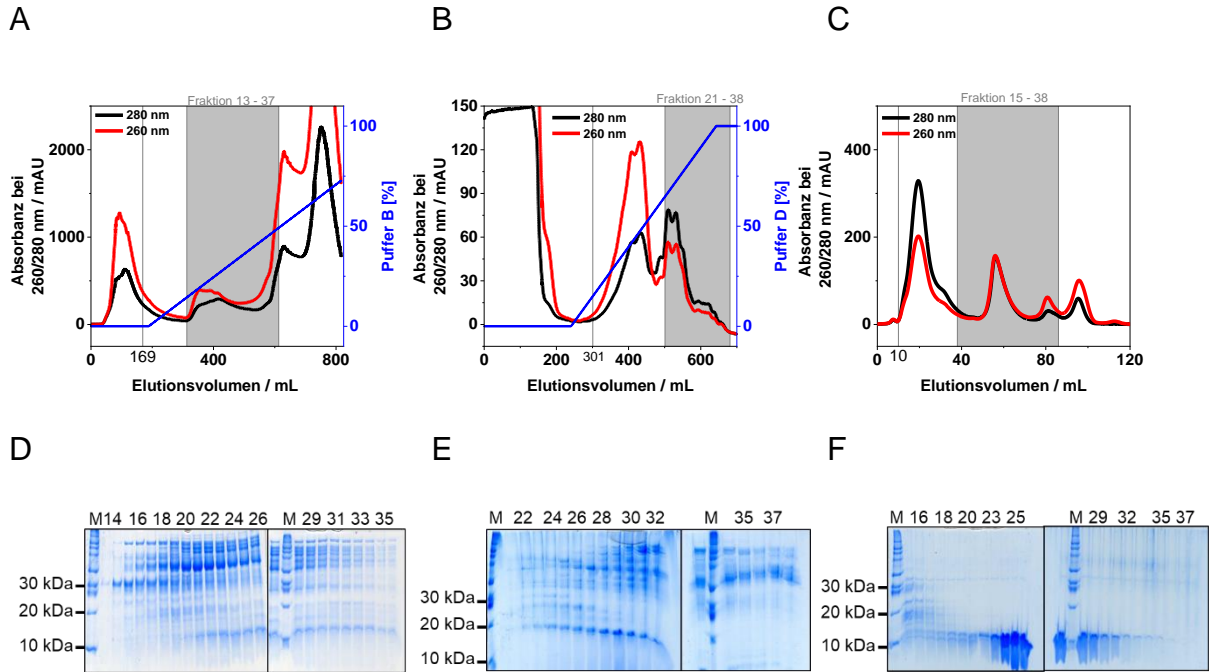 A
B
C
Fraktion 13 - 37
280 nm
260 nm
2000
1000
0
100
50
0
Absorbanz bei
260/280 nm / mAU
Puffer B [%]
0
169
400
800
Elutionsvolumen / mL
Fraktion 21 - 38
280 nm
260 nm
150
120
90
60
30
0
100
50
0
Absorbanz bei
260/280 nm / mAU
Puffer D [%]
0
200
301
400
600
Elutionsvolumen / mL
Fraktion 15 - 38
280 nm
260 nm
400
200
0
Absorbanz bei
260/280 nm / mAU
0
10
40
80
120
Elutionsvolumen / mL
D
E
F
M 14 16 18 20 22 24 26 M 29 31 33 35
30 kDa
20 kDa
10 kDa
M 22 24 26 28 30 32 M 35 37
30 kDa
20 kDa
10 kDa
M 16 18 20 23 25 M 29 32 35 37
30 kDa
20 kDa
10 kDa